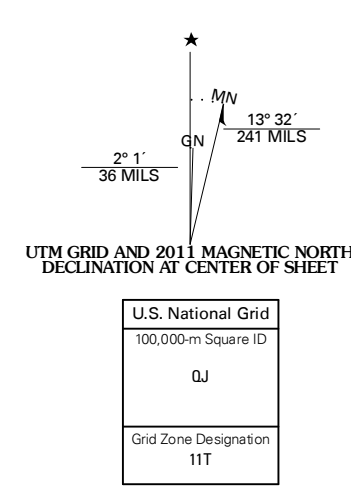 ★
MN
13° 32´
241 MILS
GN
2° 1´
36 MILS
UTM GRID AND 2011 MAGNETIC NORTH
DECLINATION AT CENTER OF SHEET
U.S. National Grid
100,000-m Square ID
QJ
Grid Zone Designation
11T